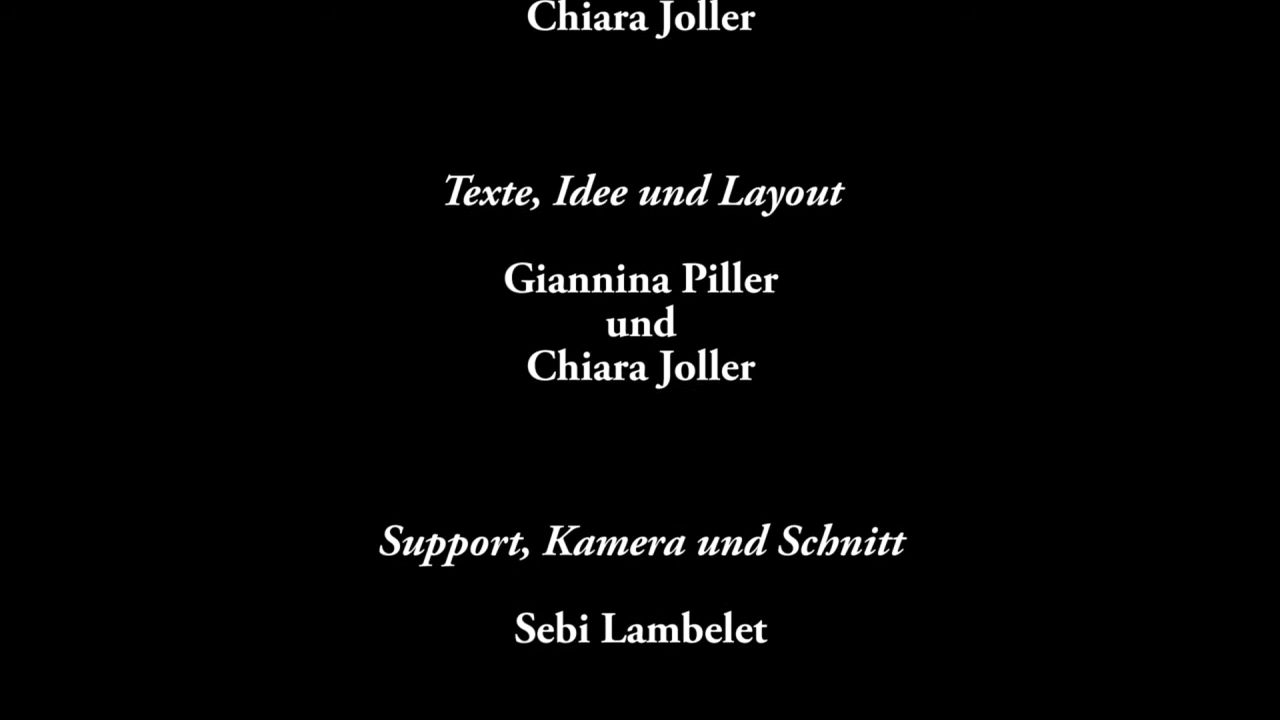 Chiara Joller
Texte, Idee und Layout
Giannina Piller
und
Chiara Joller
Support, Kamera und Schnitt
Sebi Lambelet